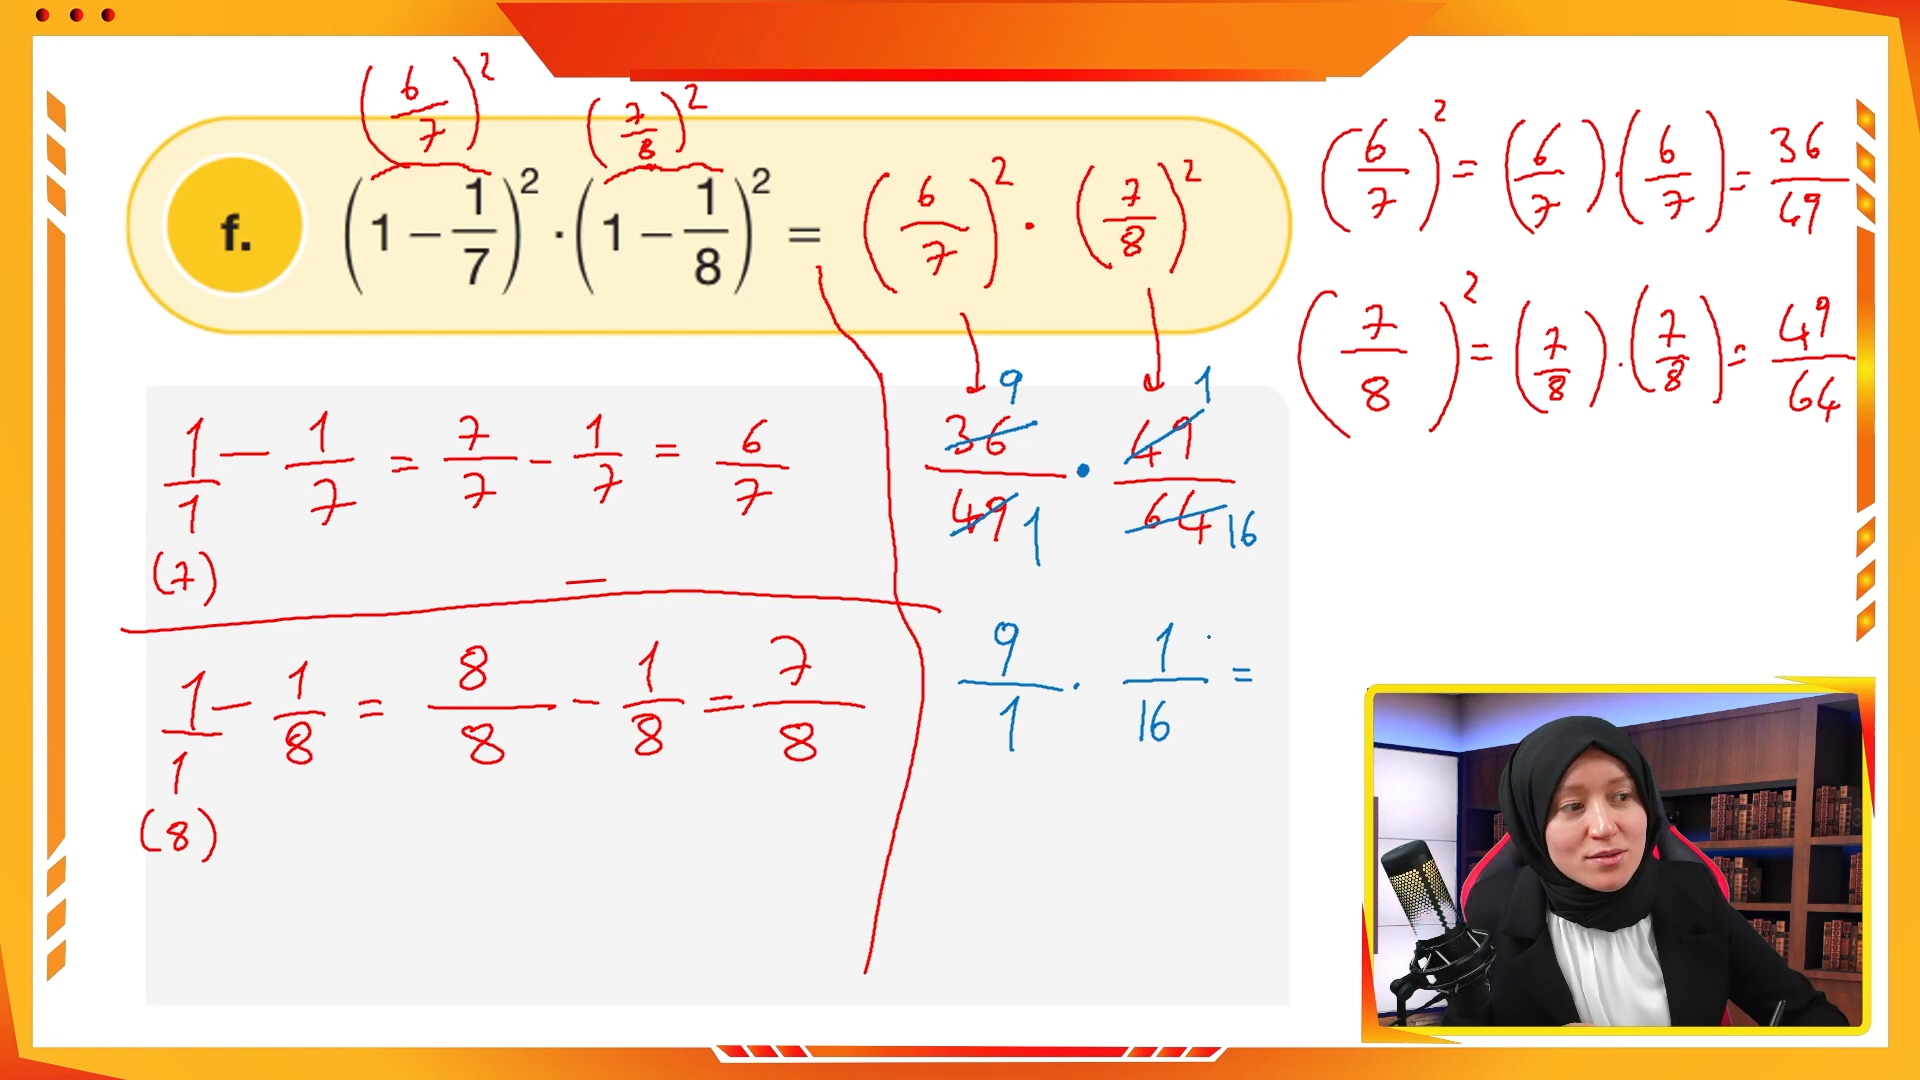 (6/7)² (7/8)²
f. (1 − 1/7)² · (1 − 1/8)² = (6/7)² · (7/8)²
(6/7)² = (6/7) · (6/7) = 36/49
(7/8)² = (7/8) · (7/8) = 49/64
1/1 − 1/7 = 7/7 − 1/7 = 6/7
(7)
1/1 − 1/8 = 8/8 − 1/8 = 7/8
(8)
9 1
36/49 · 49/64
1 16
9/1 · 1/16 =